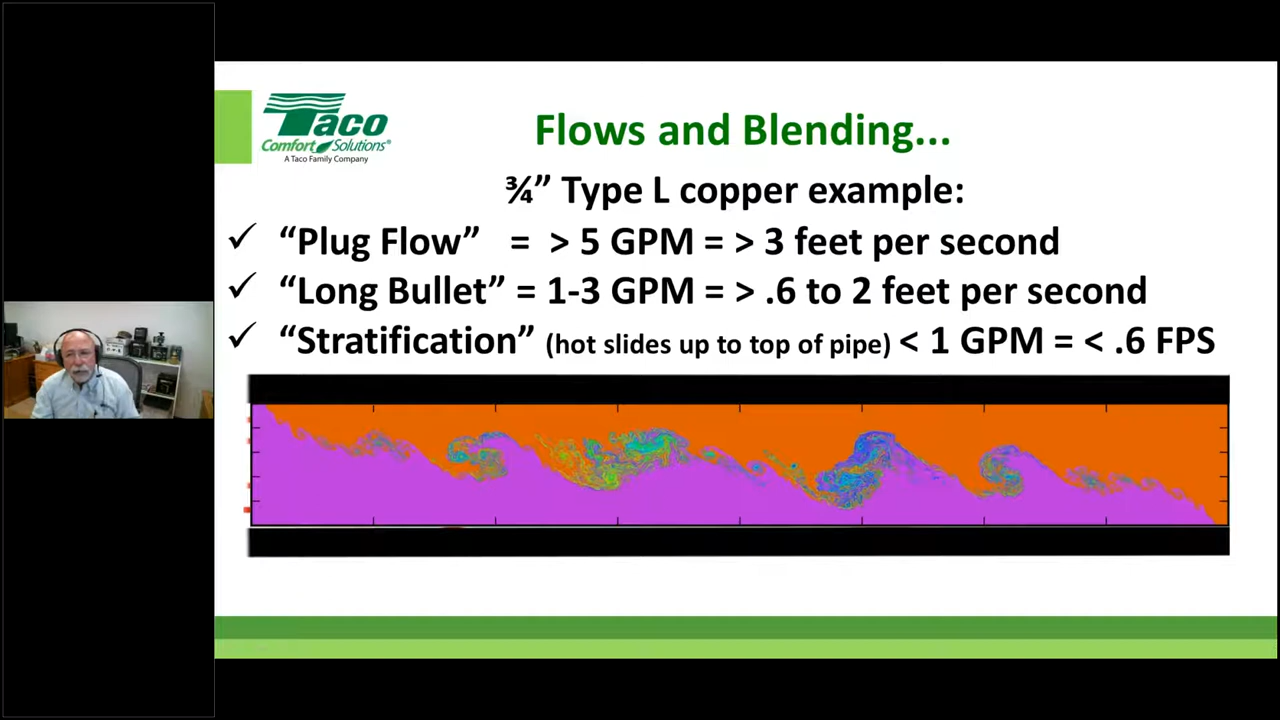 Taco
Comfort Solutions®
A Taco Family Company
Flows and Blending...
¾” Type L copper example:
✓ “Plug Flow” = > 5 GPM = > 3 feet per second
✓ “Long Bullet” = 1-3 GPM = > .6 to 2 feet per second
✓ “Stratification” (hot slides up to top of pipe) < 1 GPM = < .6 FPS